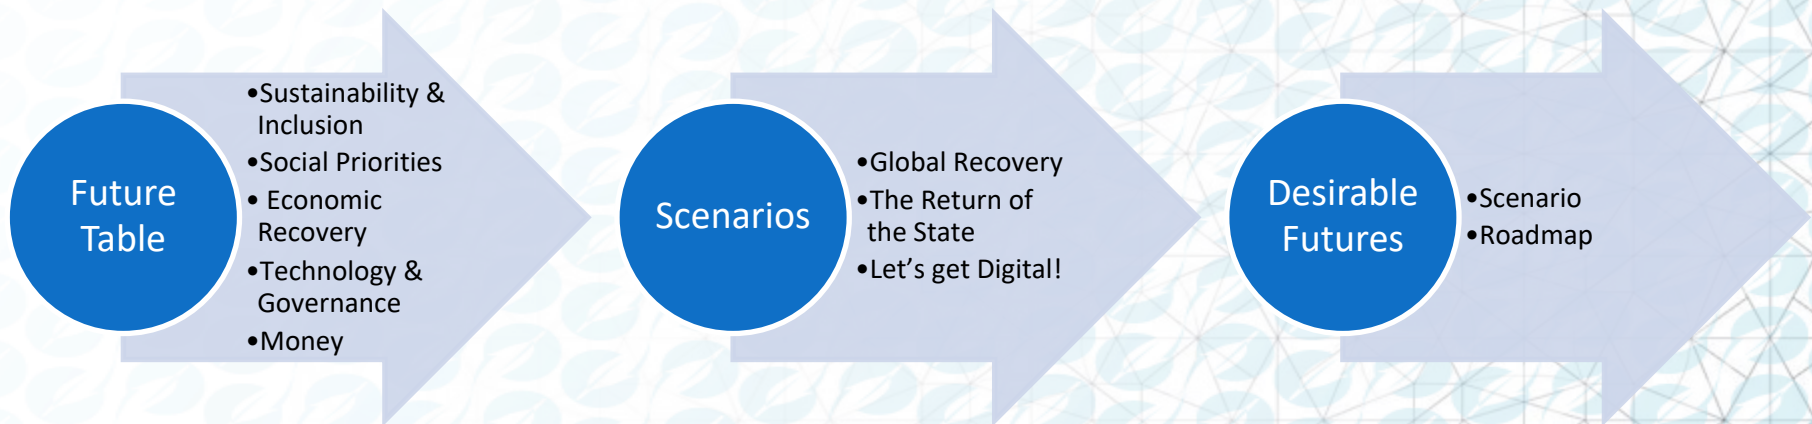 Future
Table
•Sustainability &
Inclusion
•Social Priorities
• Economic
Recovery
•Technology &
Governance
•Money
Scenarios
•Global Recovery
•The Return of
the State
•Let’s get Digital!
Desirable
Futures
•Scenario
•Roadmap